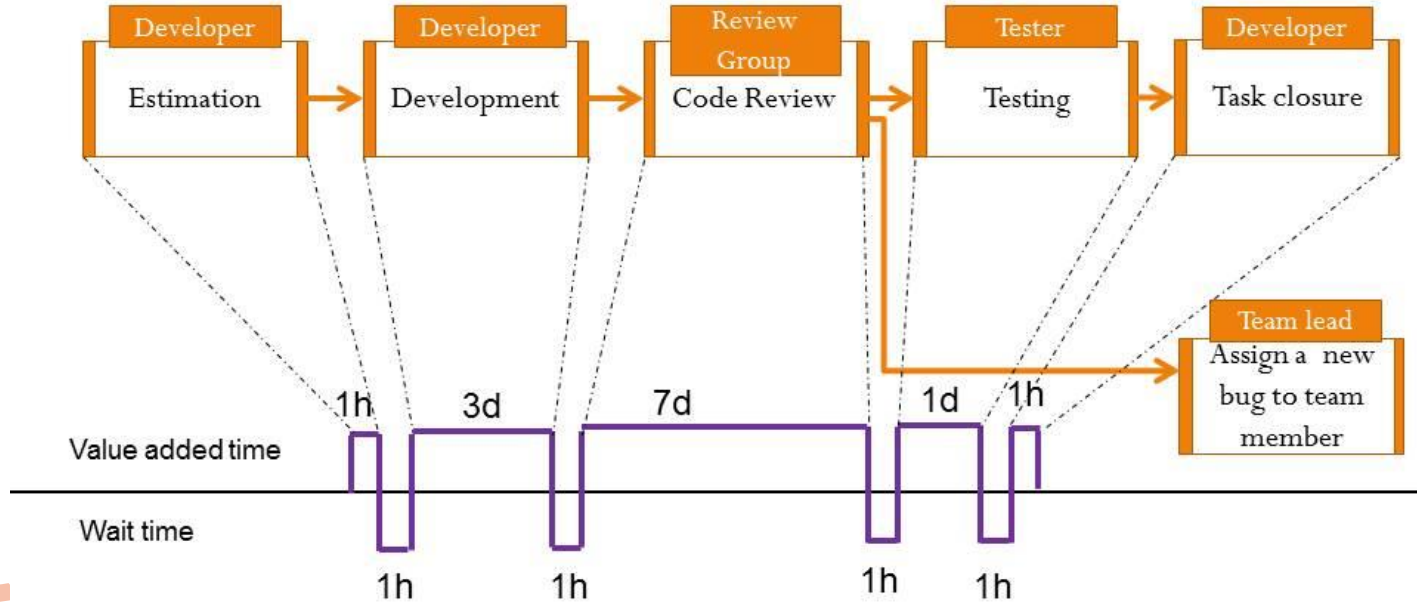 Developer
Estimation
Developer
Development
Review
Group
Code Review
Tester
Testing
Developer
Task closure
Team lead
Assign a new
bug to team
member
1h
3d
7d
1d
1h
Value added time
Wait time
1h
1h
1h
1h